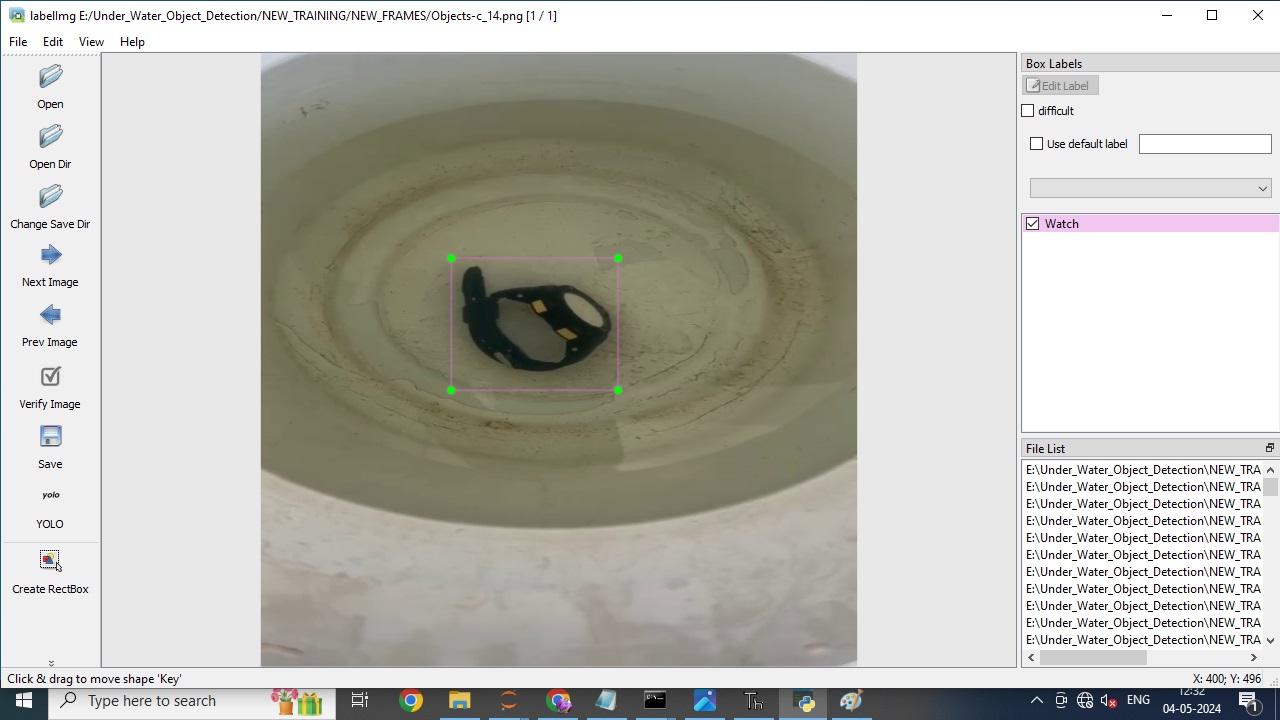 labelImg E:/Under_Water_Object_Detection/NEW_TRAINING/NEW_FRAMES/Objects-c_14.png [1 / 1]
File Edit View Help
Open
Open Dir
Change Save Dir
Next Image
Prev Image
Verify Image
Save
yolo
YOLO
Create RectBox
Box Labels
Edit Label
difficult
Use default label
Watch
File List
E:\Under_Water_Object_Detection\NEW_TRA
E:\Under_Water_Object_Detection\NEW_TRA
E:\Under_Water_Object_Detection\NEW_TRA
E:\Under_Water_Object_Detection\NEW_TRA
E:\Under_Water_Object_Detection\NEW_TRA
E:\Under_Water_Object_Detection\NEW_TRA
E:\Under_Water_Object_Detection\NEW_TRA
E:\Under_Water_Object_Detection\NEW_TRA
E:\Under_Water_Object_Detection\NEW_TRA
E:\Under_Water_Object_Detection\NEW_TRA
E:\Under_Water_Object_Detection\NEW_TRA
Click & drag to move shape 'Key'
X: 400; Y: 496
Type here to search
Th
ENG
12:32
04-05-2024
1